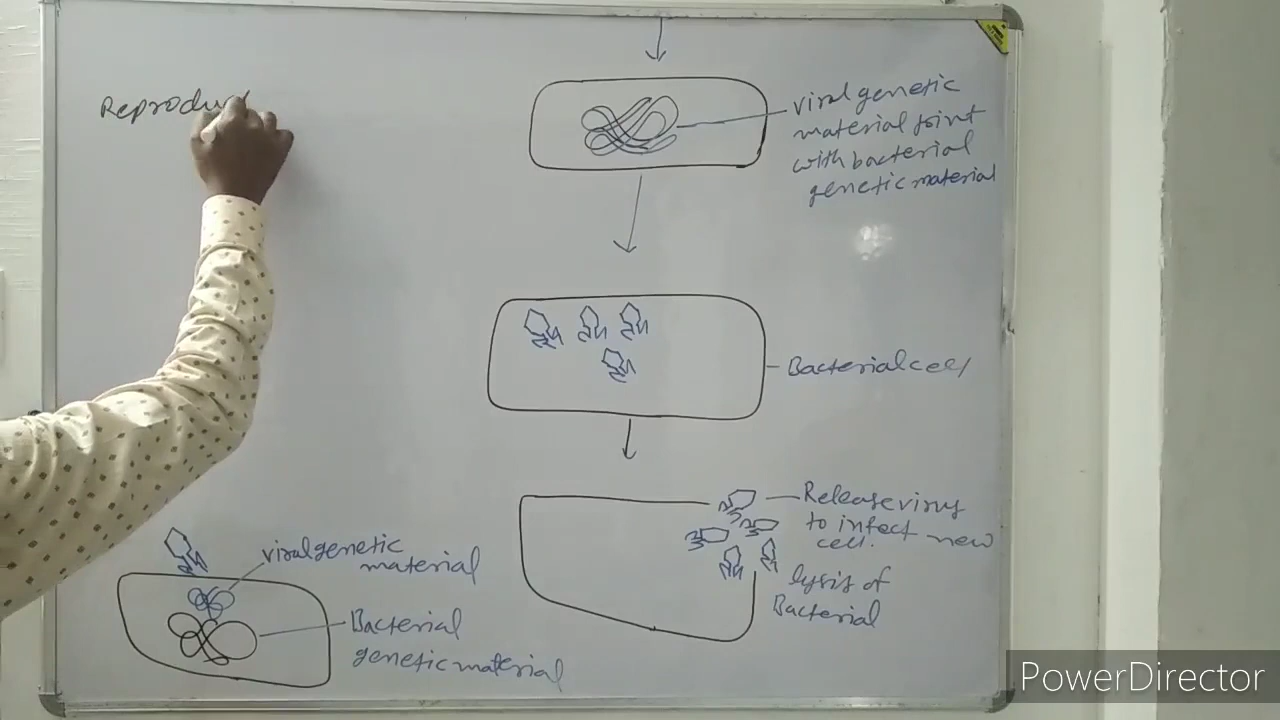 Reprodu
viral genetic
material joint
with bacterial
genetic material
Bacterial cell
Release virus
to infect new
cell.
lysis of
Bacterial
viral genetic
material
Bacterial
genetic material
PowerDirector